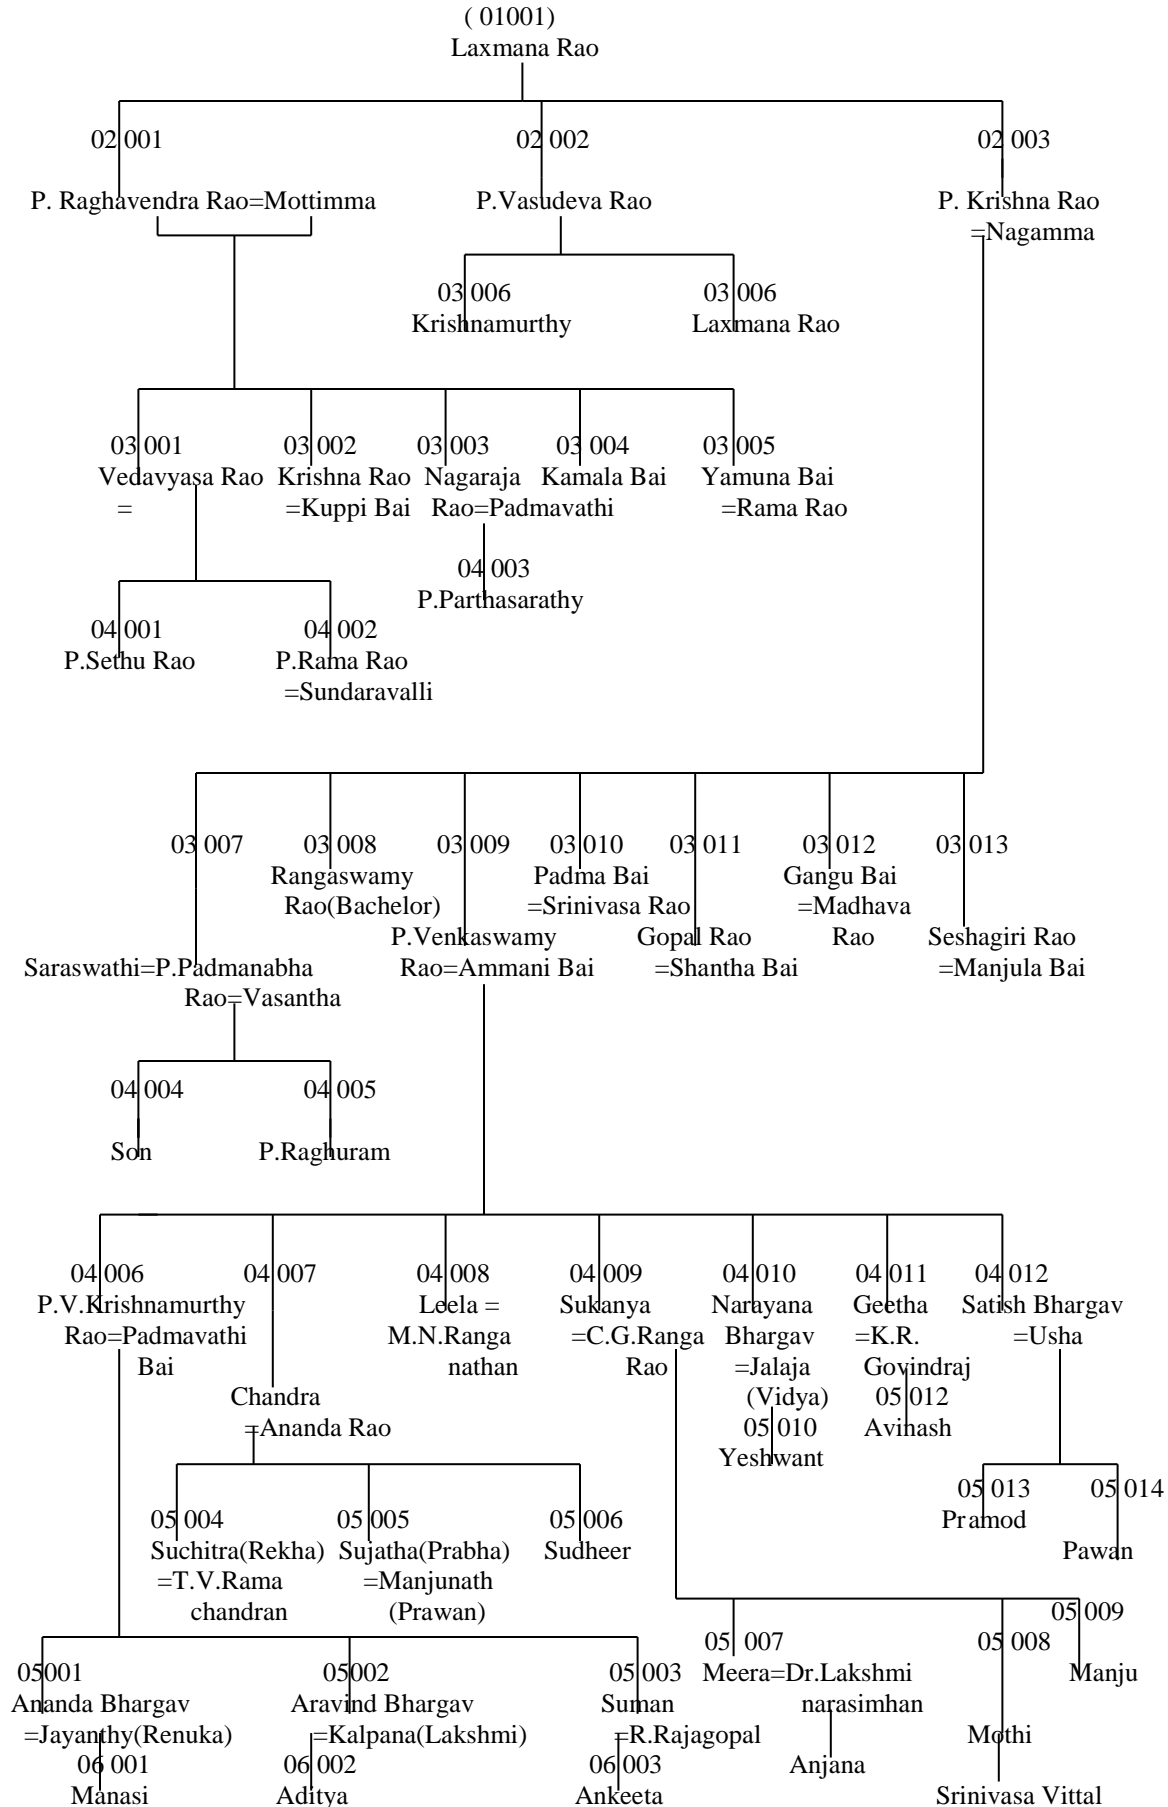 ( 01001)
Laxmana Rao
02 001 02 002 02 003
P. Raghavendra Rao=Mottimma P.Vasudeva Rao P. Krishna Rao
=Nagamma
03 006 03 006
Krishnamurthy Laxmana Rao
03 001 03 002 03 003 03 004 03 005
Vedavyasa Rao Krishna Rao Nagaraja Kamala Bai Yamuna Bai
= =Kuppi Bai Rao=Padmavathi =Rama Rao
04 003
P.Parthasarathy
04 001 04 002
P.Sethu Rao P.Rama Rao
=Sundaravalli
03 007 03 008 03 009 03 010 03 011 03 012 03 013
Rangaswamy Padma Bai Gangu Bai
Rao(Bachelor) =Srinivasa Rao =Madhava
P.Venkaswamy Gopal Rao Rao Seshagiri Rao
Saraswathi=P.Padmanabha Rao=Ammani Bai =Shantha Bai =Manjula Bai
Rao=Vasantha
04 004 04 005
Son P.Raghuram
04 006 04 007 04 008 04 009 04 010 04 011 04 012
P.V.Krishnamurthy Leela = Sukanya Narayana Geetha Satish Bhargav
Rao=Padmavathi M.N.Ranga =C.G.Ranga Bhargav =K.R. =Usha
Bai nathan Rao =Jalaja Govindraj
Chandra (Vidya) 05 012
=Ananda Rao 05 010 Avinash
Yeshwant
05 013 05 014
05 004 05 005 05 006 Pramod
Suchitra(Rekha) Sujatha(Prabha) Sudheer Pawan
=T.V.Rama =Manjunath
chandran (Prawan) 05 009
05 007 05 008
05001 05002 05 003 Meera=Dr.Lakshmi Manju
Ananda Bhargav Aravind Bhargav Suman narasimhan
=Jayanthy(Renuka) =Kalpana(Lakshmi) =R.Rajagopal Mothi
06 001 06 002 06 003 Anjana
Manasi Aditya Ankeeta Srinivasa Vittal